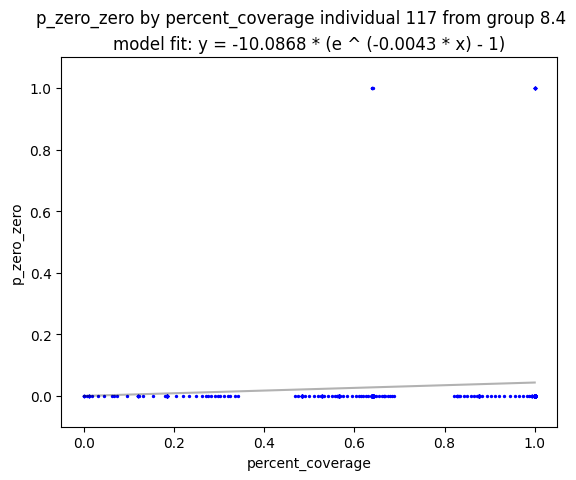 p_zero_zero by percent_coverage individual 117 from group 8.4
model fit: y = -10.0868 * (e ^ (-0.0043 * x) - 1)
1.0
0.8
0.6
0.4
0.2
0.0
p_zero_zero
0.0 0.2 0.4 0.6 0.8 1.0
percent_coverage